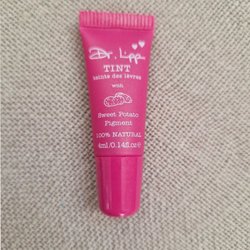 Dr. Lipp
TINT
teinte des lèvres
with
Sweet Potato
Pigment
100% NATURAL
4ml/0.14fl.oz℮